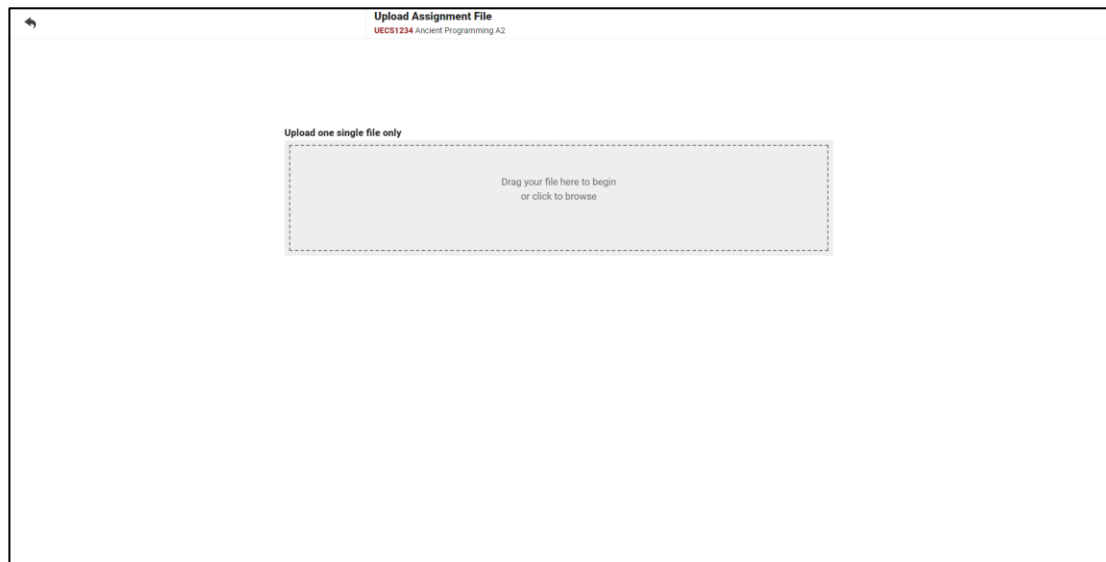 Upload Assignment File
UECS1234 Ancient Programming A2
Upload one single file only
Drag your file here to begin
or click to browse